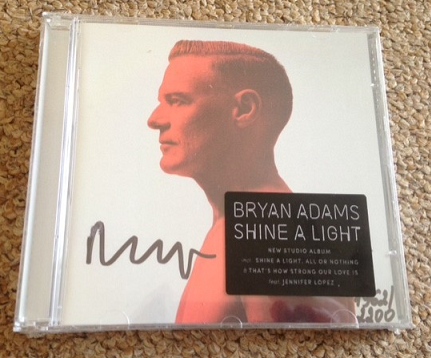 BRYAN ADAMS
SHINE A LIGHT
NEW STUDIO ALBUM
SHINE A LIGHT, ALL OR NOTHING
& THAT'S HOW STRONG OUR LOVE IS
JENNIFER LOPEZ